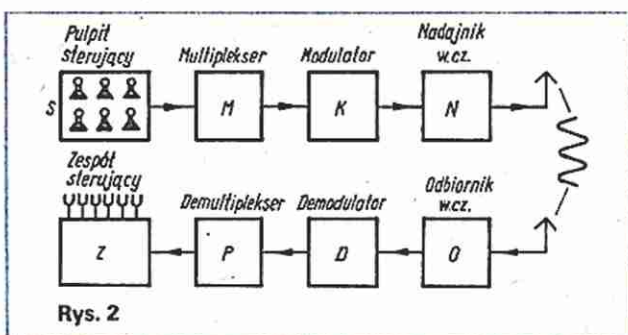 Pulpit
sterujący
Multiplekser
Modulator
Nadajnik
w.cz.
S
M
K
N
Zespół
sterujący
Demultiplekser
Demodulator
Odbiornik
w.cz.
Z
P
D
O
Rys. 2